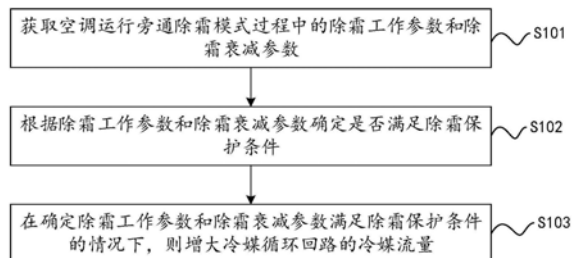 获取空调运行旁通除霜模式过程中的除霜工作参数和除
霜衰减参数
S101
根据除霜工作参数和除霜衰减参数确定是否满足除霜保
护条件
S102
在确定除霜工作参数和除霜衰减参数满足除霜保护条件
的情况下，则增大冷媒循环回路的冷媒流量
S103